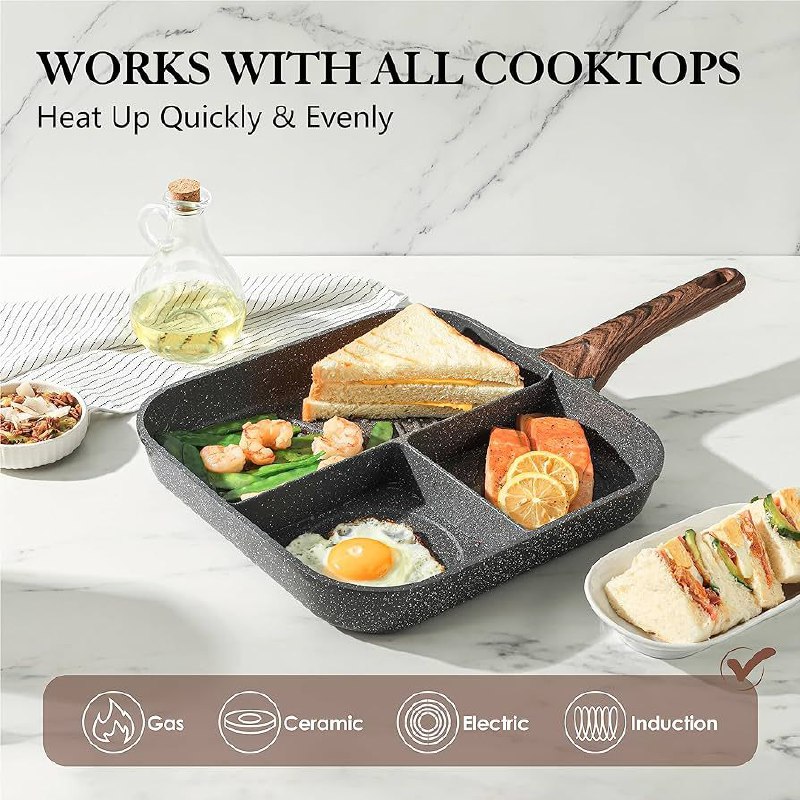 WORKS WITH ALL COOKTOPS
Heat Up Quickly & Evenly
Gas Ceramic Electric Induction